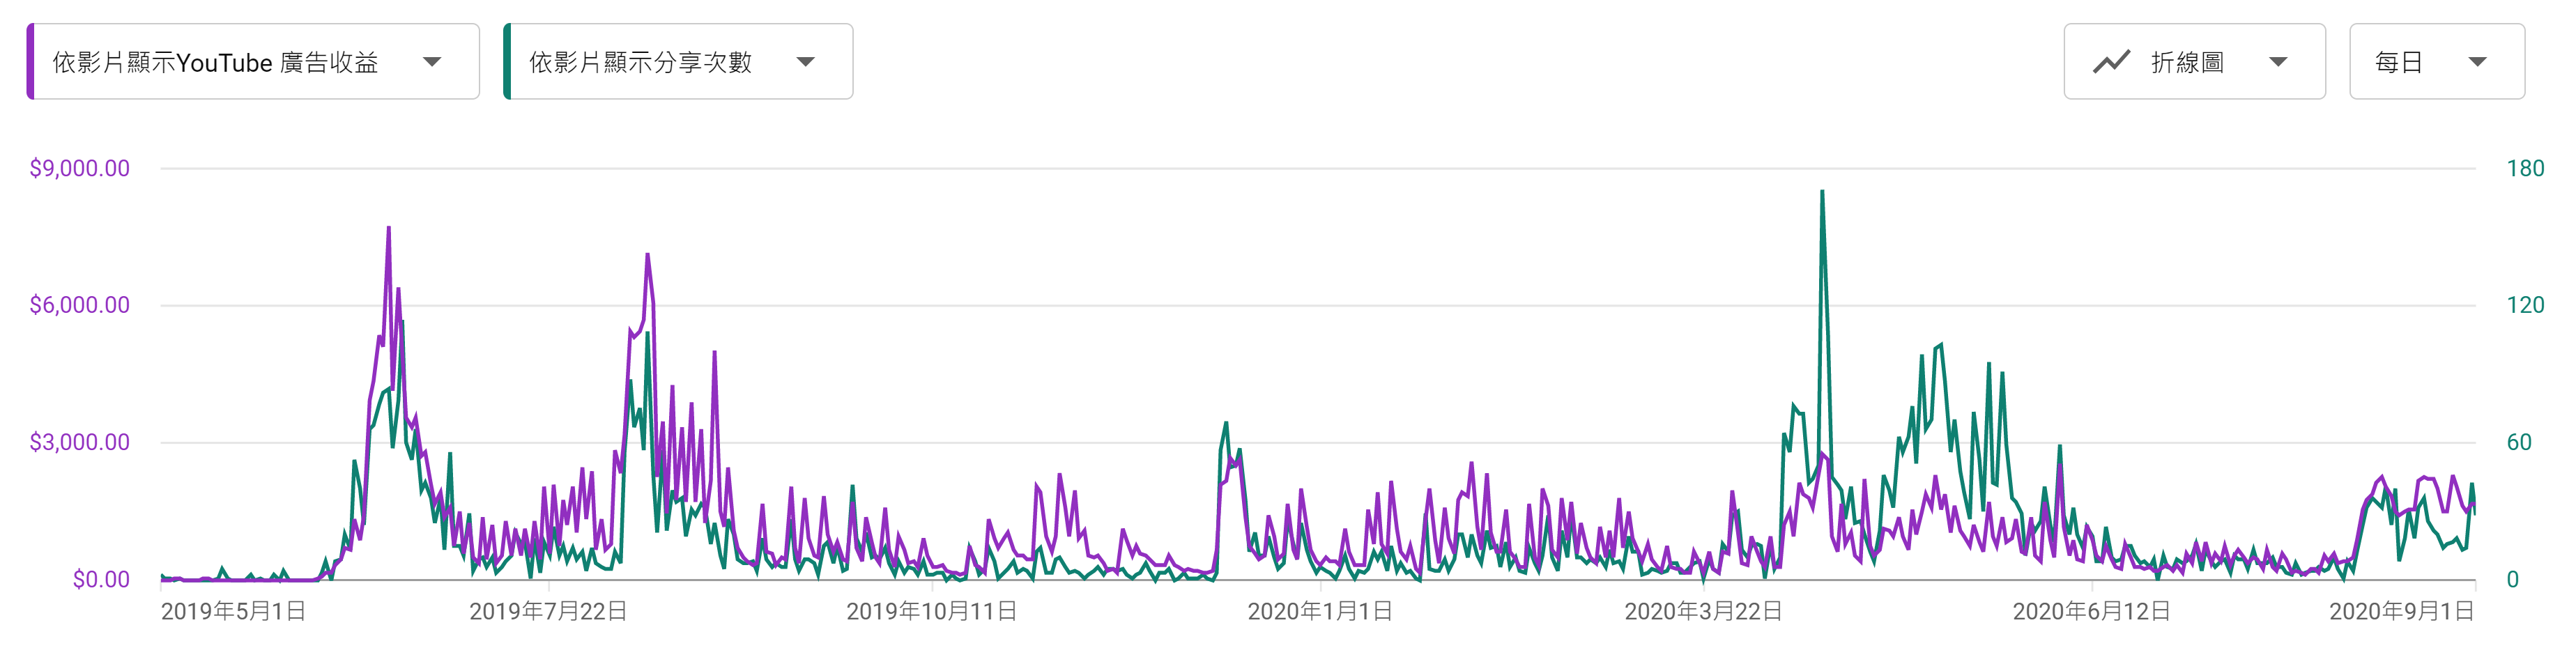 依影片顯示YouTube 廣告收益
依影片顯示分享次數
折線圖
每日
$9,000.00
180
$6,000.00
120
$3,000.00
60
$0.00
0
2019年5月1日
2019年7月22日
2019年10月11日
2020年1月1日
2020年3月22日
2020年6月12日
2020年9月1日